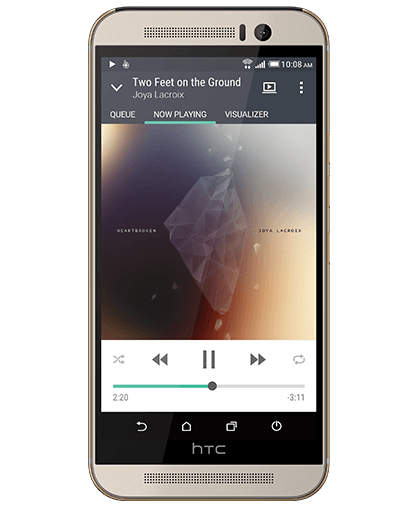 10:08 AM
Two Feet on the Ground
Joya Lacroix
QUEUE NOW PLAYING VISUALIZER
HEARTBROKEN JOYA LACROIX
2:20 -3:11
hTC